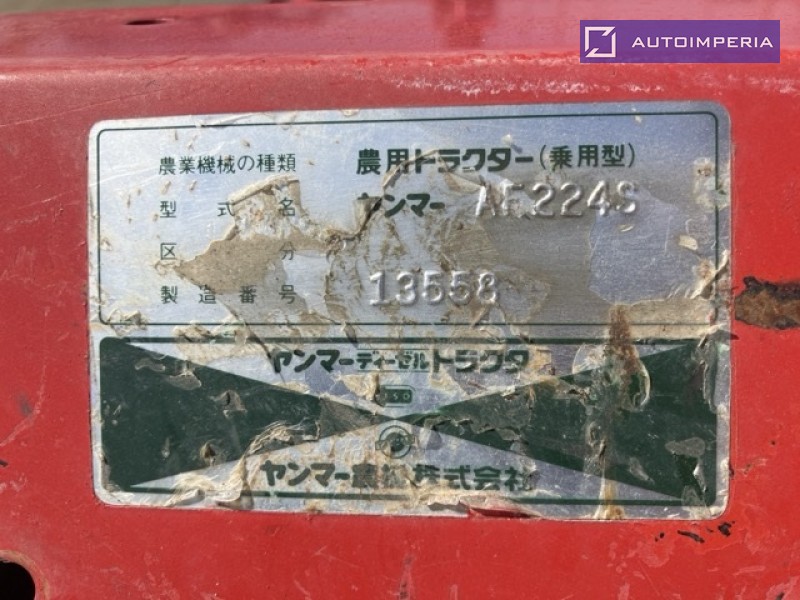 AUTOIMPERIA
農業機械の種類 農用トラクター(乗用型)
型式名 ヤンマー AF224S
区分
製造番号 13558
ヤンマーディーゼルトラクタ
ヤンマー農機株式会社